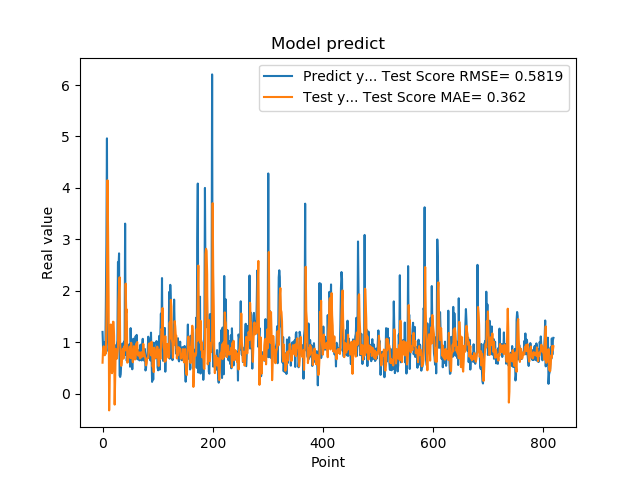 Model predict
Predict y... Test Score RMSE= 0.5819
Test y... Test Score MAE= 0.362
6
5
4
3
2
1
0
Real value
0 200 400 600 800
Point